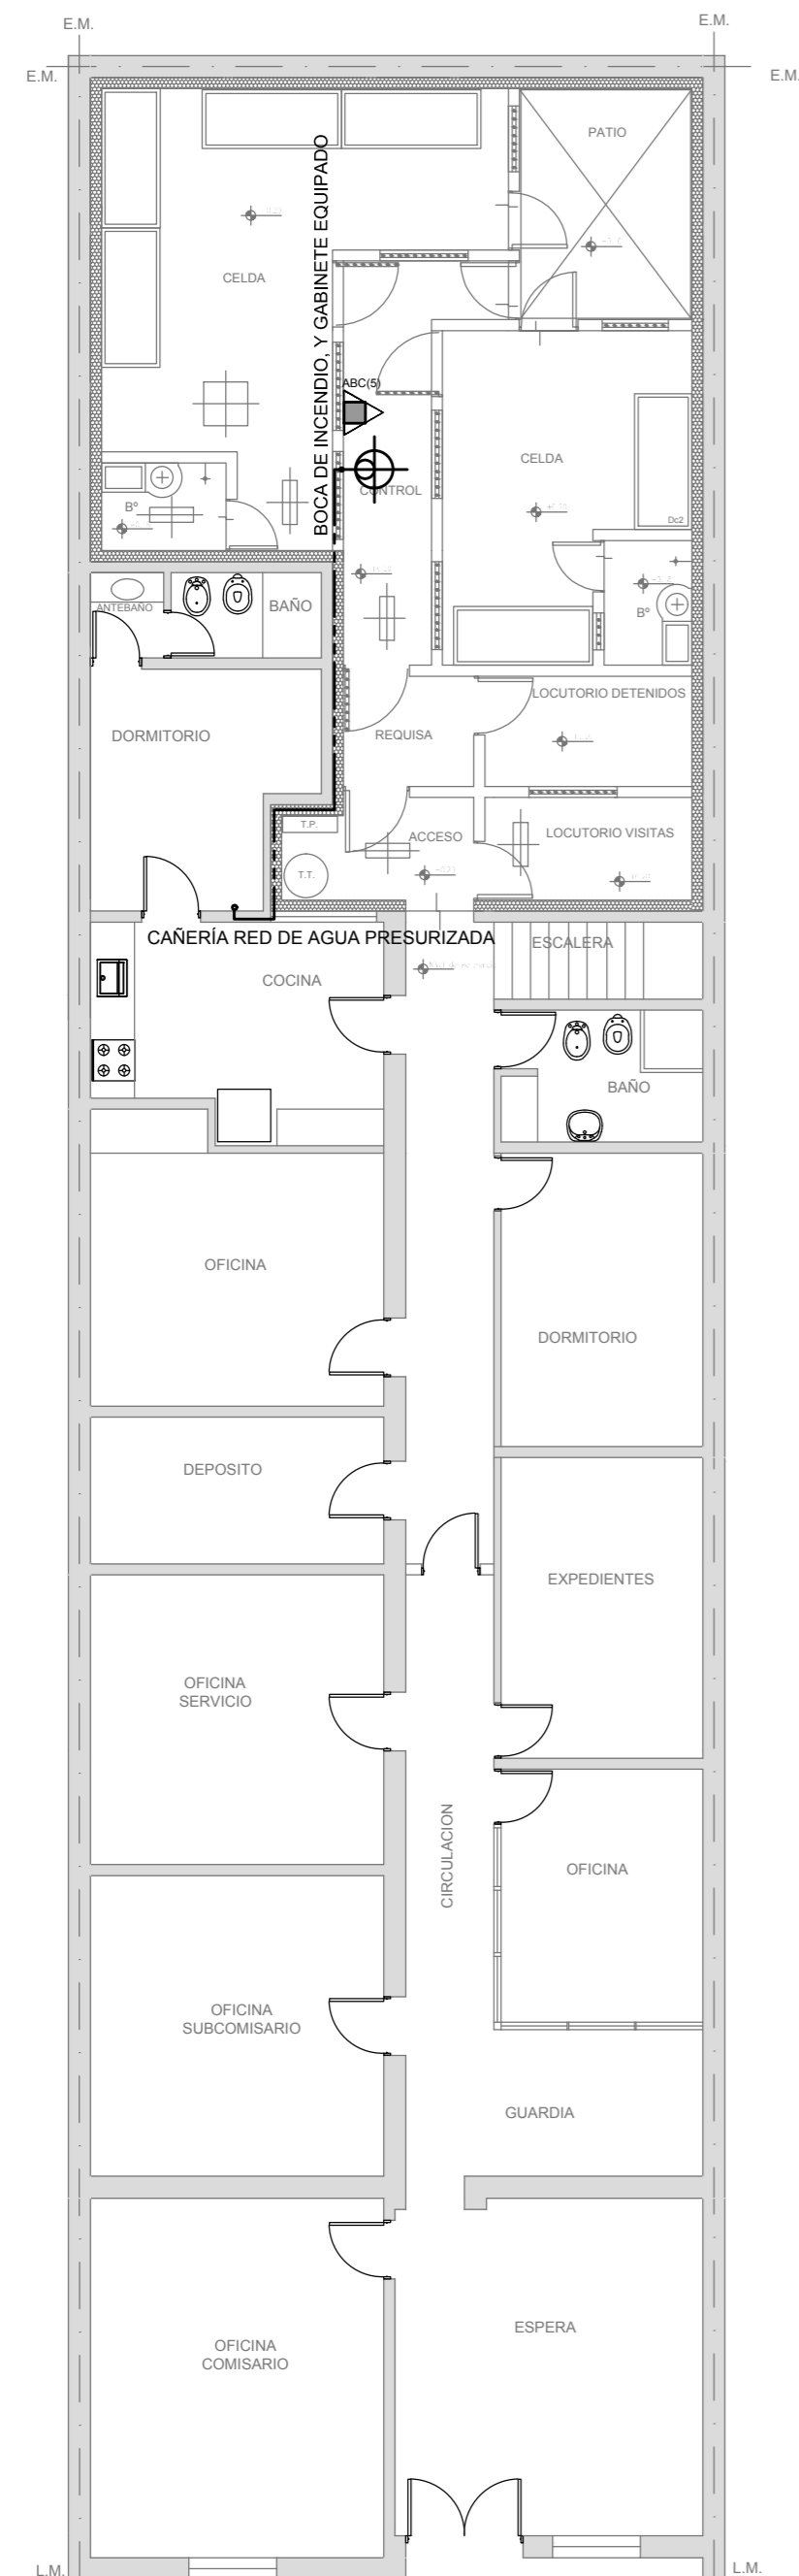 E.M.
E.M.
E.M.
E.M.
PATIO
CELDA
BOCA DE INCENDIO, Y GABINETE EQUIPADO
ABC(5)
CONTROL
CELDA
Dc2
Bº
Bº
ANTEBAÑO
BAÑO
DORMITORIO
REQUISA
LOCUTORIO DETENIDOS
T.P.
T.T.
ACCESO
LOCUTORIO VISITAS
CAÑERÍA RED DE AGUA PRESURIZADA
ESCALERA
COCINA
BAÑO
OFICINA
DORMITORIO
DEPOSITO
EXPEDIENTES
OFICINA
SERVICIO
CIRCULACION
OFICINA
OFICINA
SUBCOMISARIO
GUARDIA
ESPERA
OFICINA
COMISARIO
L.M.
L.M.